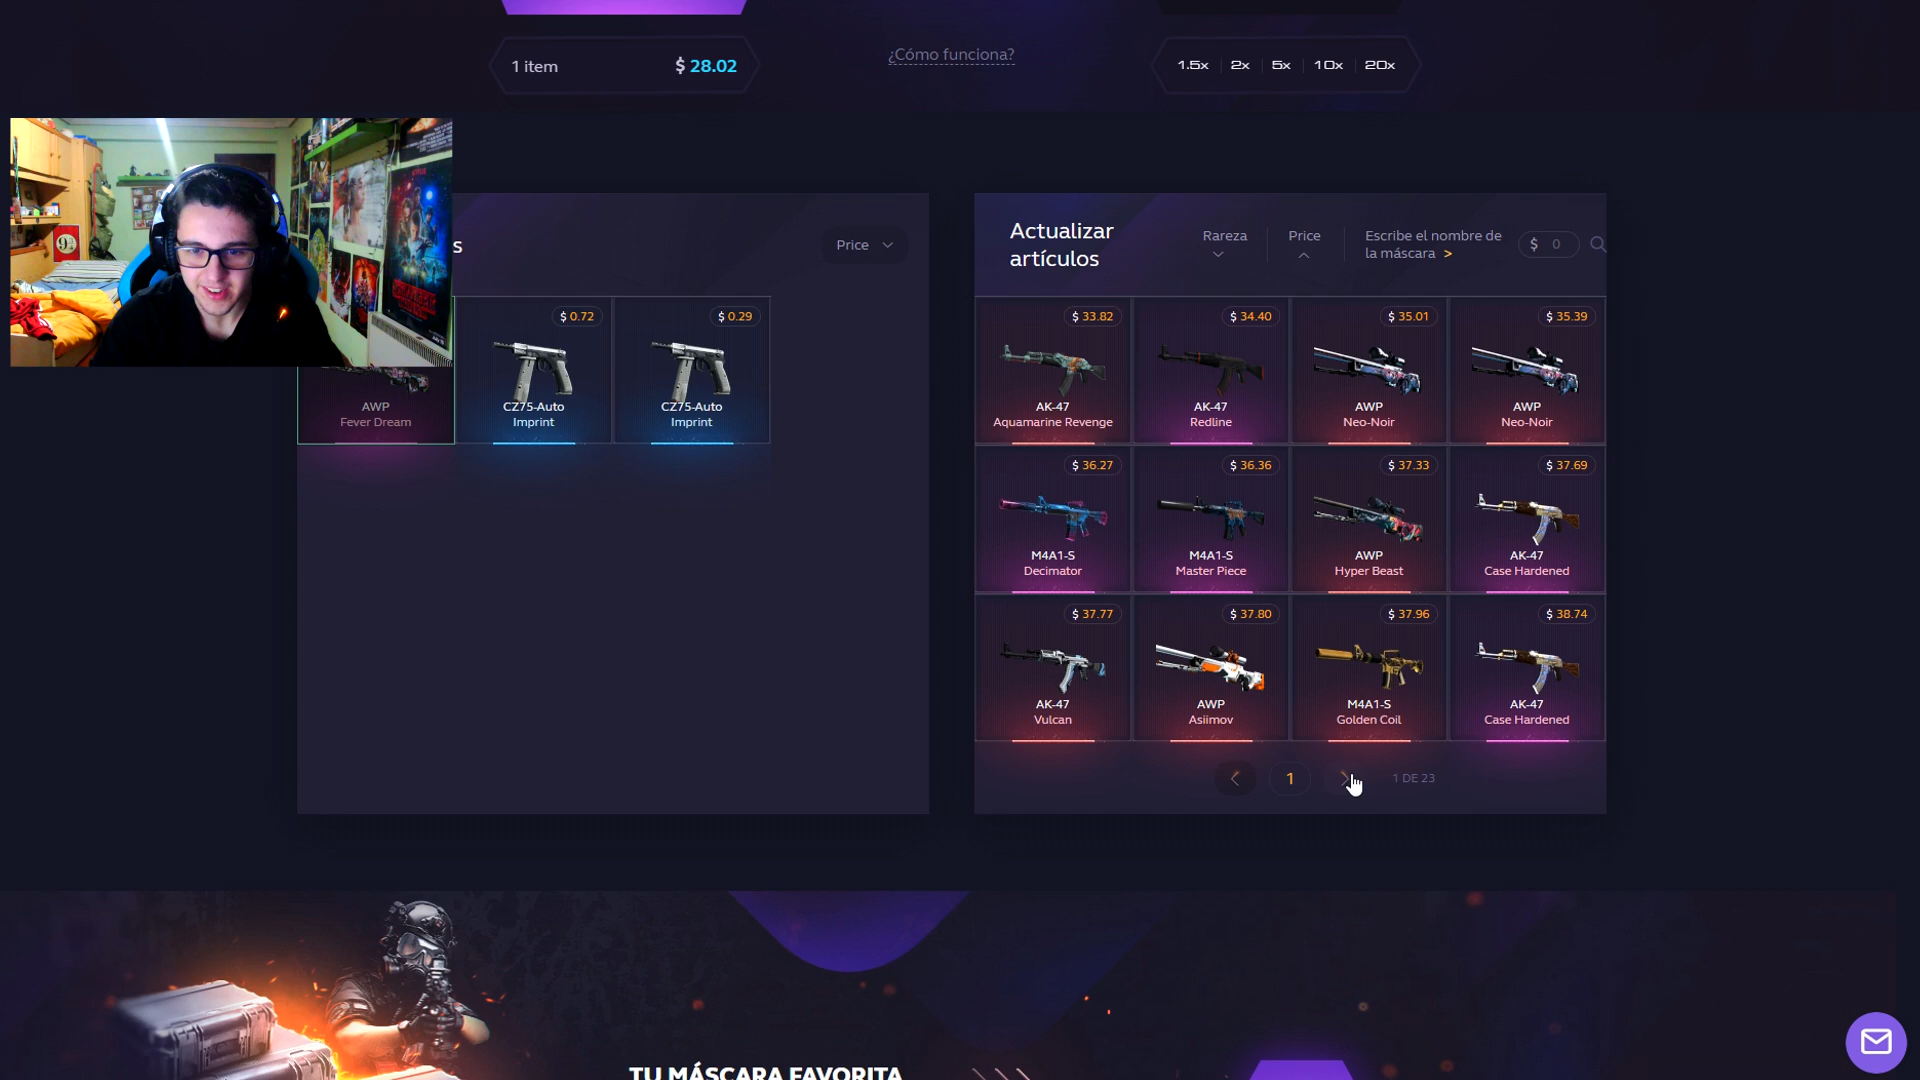 1 item
$ 28.02
¿Cómo funciona?
1.5x 2x 5x 10x 20x
s
Price
AWP
Fever Dream
$ 0.72
CZ75-Auto
Imprint
$ 0.29
CZ75-Auto
Imprint
Actualizar
artículos
Rareza
Price
Escribe el nombre de
la máscara >
$ 0
$ 33.82
AK-47
Aquamarine Revenge
$ 34.40
AK-47
Redline
$ 35.01
AWP
Neo-Noir
$ 35.39
AWP
Neo-Noir
$ 36.27
M4A1-S
Decimator
$ 36.36
M4A1-S
Master Piece
$ 37.33
AWP
Hyper Beast
$ 37.69
AK-47
Case Hardened
$ 37.77
AK-47
Vulcan
$ 37.80
AWP
Asiimov
$ 37.96
M4A1-S
Golden Coil
$ 38.74
AK-47
Case Hardened
1
1 DE 23
TU MÁSCARA FAVORITA